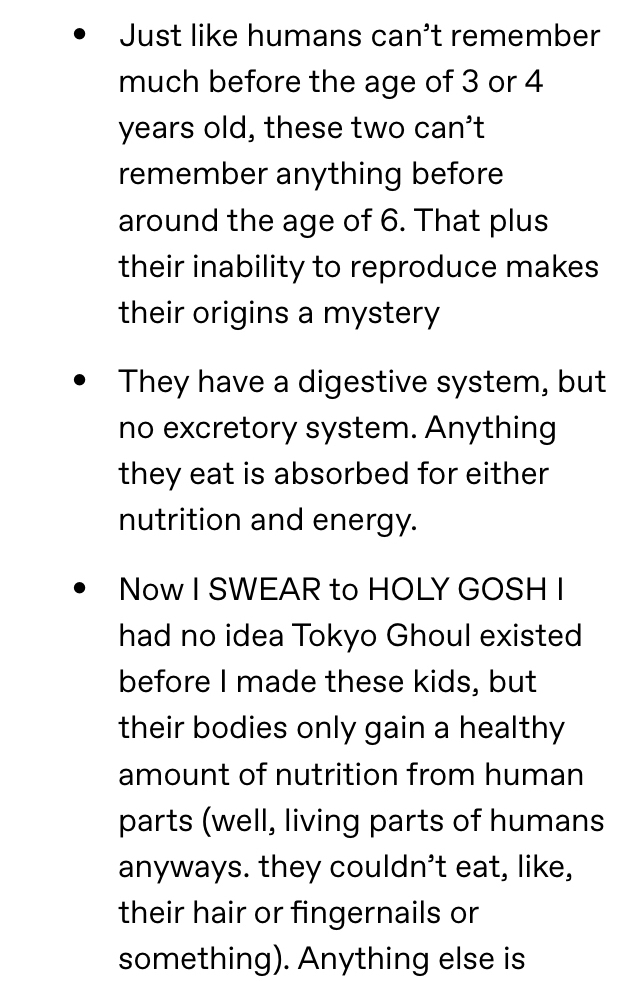 • Just like humans can’t remember
much before the age of 3 or 4
years old, these two can’t
remember anything before
around the age of 6. That plus
their inability to reproduce makes
their origins a mystery
• They have a digestive system, but
no excretory system. Anything
they eat is absorbed for either
nutrition and energy.
• Now I SWEAR to HOLY GOSH I
had no idea Tokyo Ghoul existed
before I made these kids, but
their bodies only gain a healthy
amount of nutrition from human
parts (well, living parts of humans
anyways. they couldn’t eat, like,
their hair or fingernails or
something). Anything else is